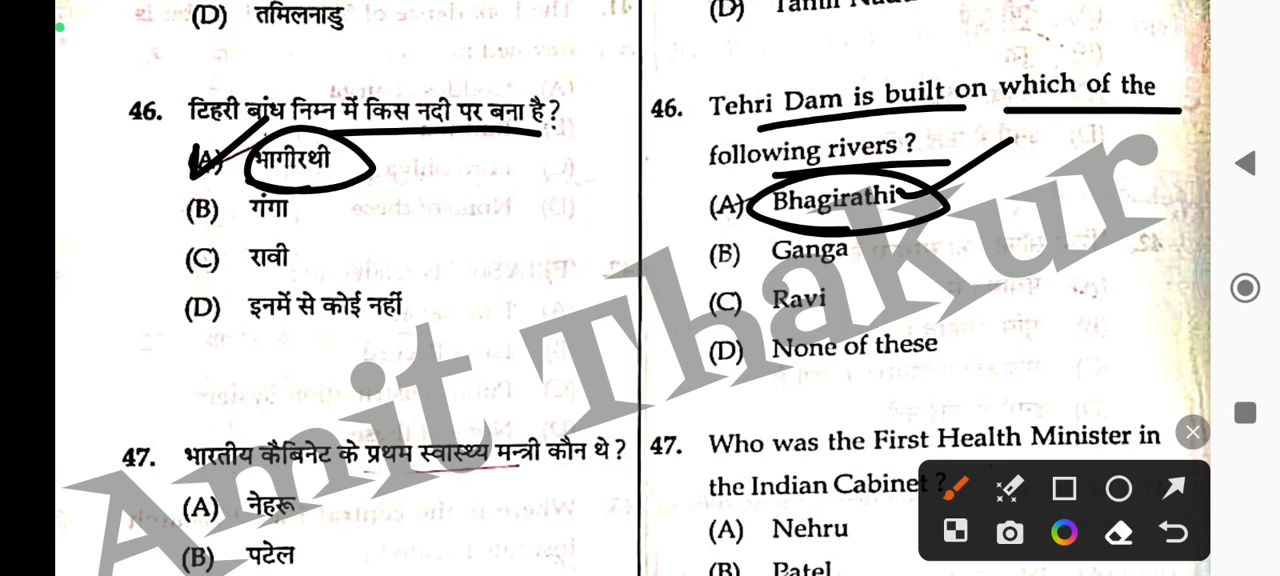 (D) तमिलनाडु
46. टिहरी बांध निम्न में किस नदी पर बना है ?
(A) भागीरथी
(B) गंगा
(C) रावी
(D) इनमें से कोई नहीं
47. भारतीय कैबिनेट के प्रथम स्वास्थ्य मन्त्री कौन थे ?
(A) नेहरू
(B) पटेल
(D) Tamil
46. Tehri Dam is built on which of the
following rivers ?
(A) Bhagirathi
(B) Ganga
(C) Ravi
(D) None of these
47. Who was the First Health Minister in
the Indian Cabinet ?
(A) Nehru
(B) Patel
Amit Thakur